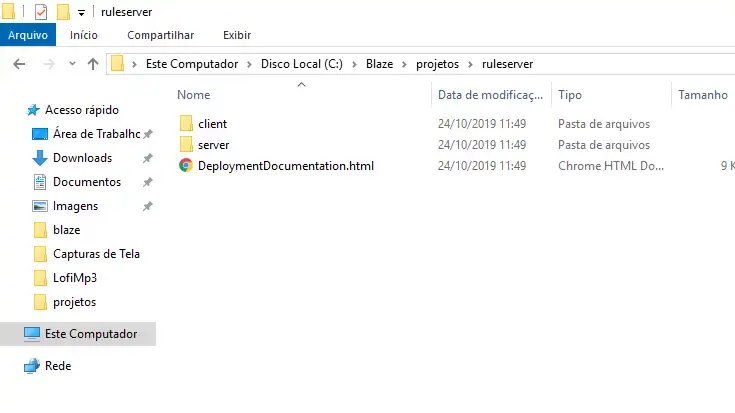 ruleserver
Arquivo Início Compartilhar Exibir
Este Computador Disco Local (C:) Blaze projetos ruleserver
Nome Data de modificaç... Tipo Tamanho
Acesso rápido
Área de Trabalho
Downloads
Documentos
Imagens
blaze
Capturas de Tela
LofiMp3
projetos
Este Computador
Rede
client 24/10/2019 11:49 Pasta de arquivos
server 24/10/2019 11:49 Pasta de arquivos
DeploymentDocumentation.html 24/10/2019 11:49 Chrome HTML Do... 9 K